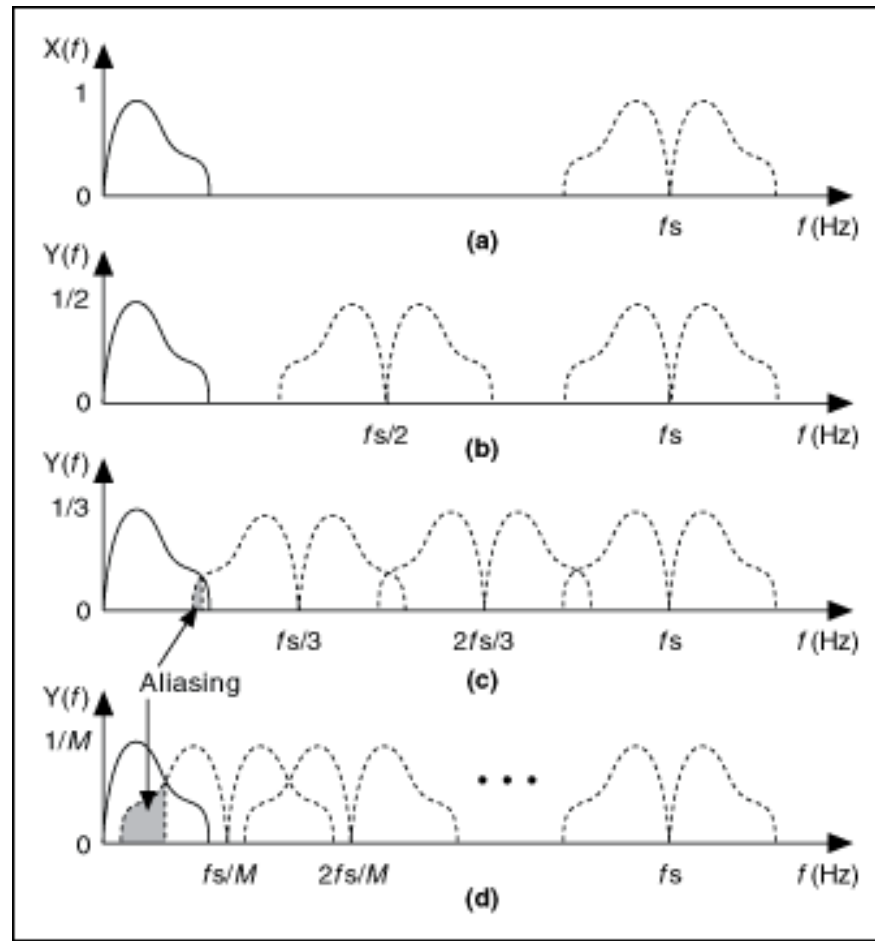 X(f)
1
0
fs
f (Hz)
(a)
Y(f)
1/2
0
fs/2
fs
f (Hz)
(b)
Y(f)
1/3
0
fs/3
2fs/3
fs
f (Hz)
(c)
Aliasing
Y(f)
1/M
0
fs/M
2fs/M
fs
f (Hz)
(d)